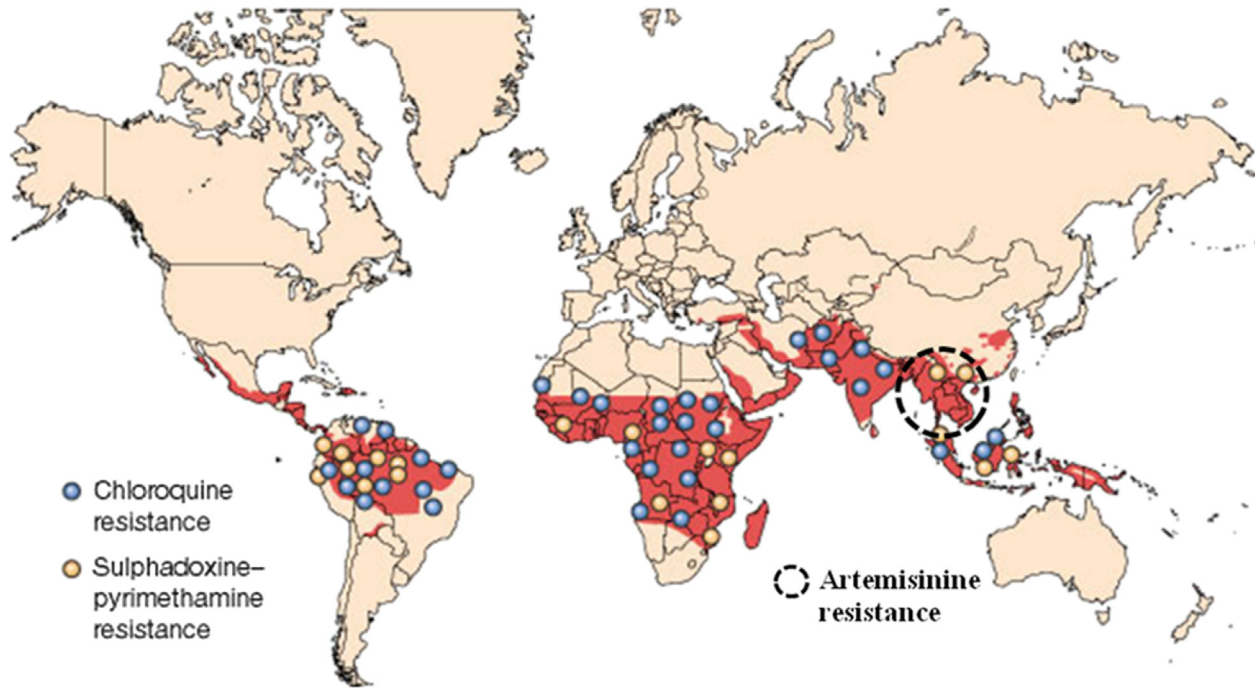 Chloroquine
resistance
Sulphadoxine–
pyrimethamine
resistance
Artemisinine
resistance